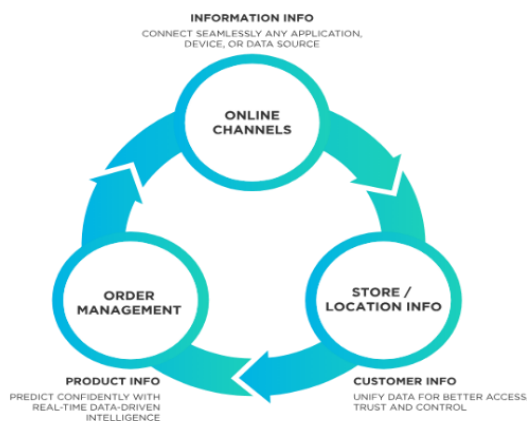 INFORMATION INFO
CONNECT SEAMLESSLY ANY APPLICATION,
DEVICE, OR DATA SOURCE
ONLINE
CHANNELS
ORDER
MANAGEMENT
STORE /
LOCATION INFO
PRODUCT INFO
PREDICT CONFIDENTLY WITH
REAL-TIME DATA-DRIVEN
INTELLIGENCE
CUSTOMER INFO
UNIFY DATA FOR BETTER ACCESS
TRUST AND CONTROL